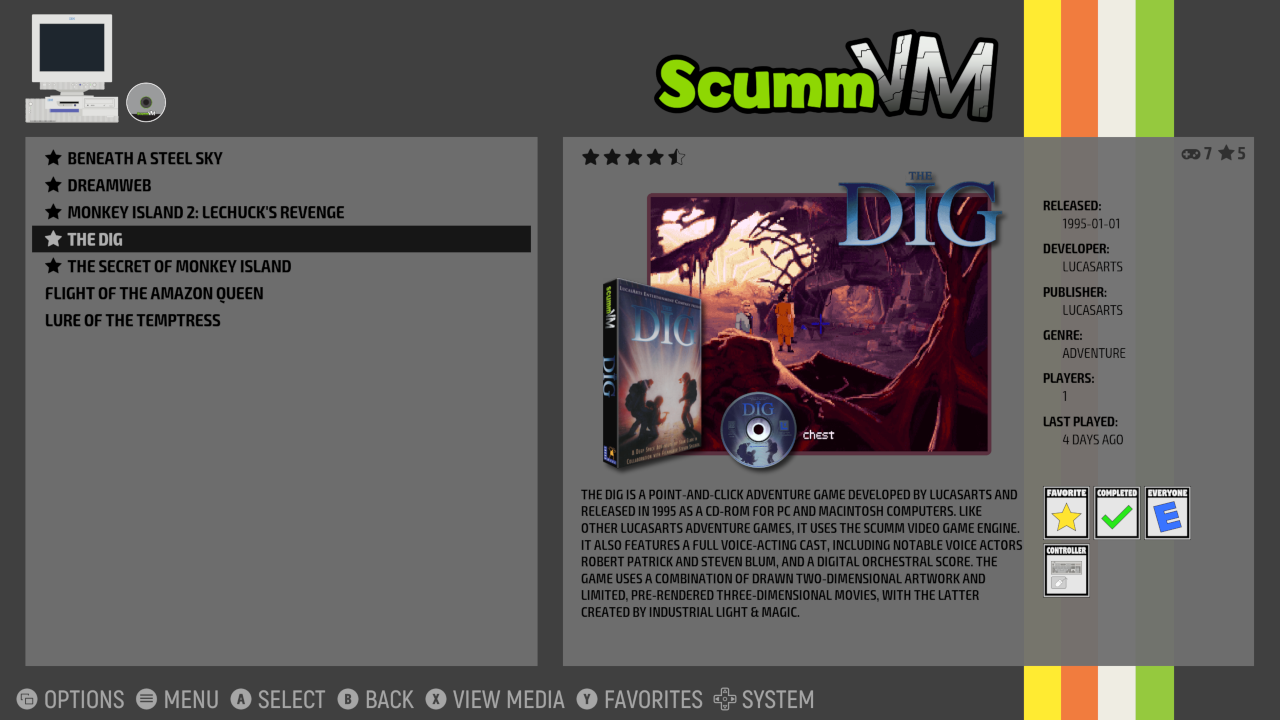 ScummVM
BENEATH A STEEL SKY
DREAMWEB
MONKEY ISLAND 2: LECHUCK'S REVENGE
THE DIG
THE SECRET OF MONKEY ISLAND
FLIGHT OF THE AMAZON QUEEN
LURE OF THE TEMPTRESS
7 5
THE
DIG
ScummVM
DIG
DIG
DIG
chest
THE DIG IS A POINT-AND-CLICK ADVENTURE GAME DEVELOPED BY LUCASARTS AND
RELEASED IN 1995 AS A CD-ROM FOR PC AND MACINTOSH COMPUTERS. LIKE
OTHER LUCASARTS ADVENTURE GAMES, IT USES THE SCUMM VIDEO GAME ENGINE.
IT ALSO FEATURES A FULL VOICE-ACTING CAST, INCLUDING NOTABLE VOICE ACTORS
ROBERT PATRICK AND STEVEN BLUM, AND A DIGITAL ORCHESTRAL SCORE. THE
GAME USES A COMBINATION OF DRAWN TWO-DIMENSIONAL ARTWORK AND
LIMITED, PRE-RENDERED THREE-DIMENSIONAL MOVIES, WITH THE LATTER
CREATED BY INDUSTRIAL LIGHT & MAGIC.
RELEASED:
1995-01-01
DEVELOPER:
LUCASARTS
PUBLISHER:
LUCASARTS
GENRE:
ADVENTURE
PLAYERS:
1
LAST PLAYED:
4 DAYS AGO
FAVORITE COMPLETED EVERYONE
E
CONTROLLER
OPTIONS MENU A SELECT B BACK X VIEW MEDIA Y FAVORITES SYSTEM